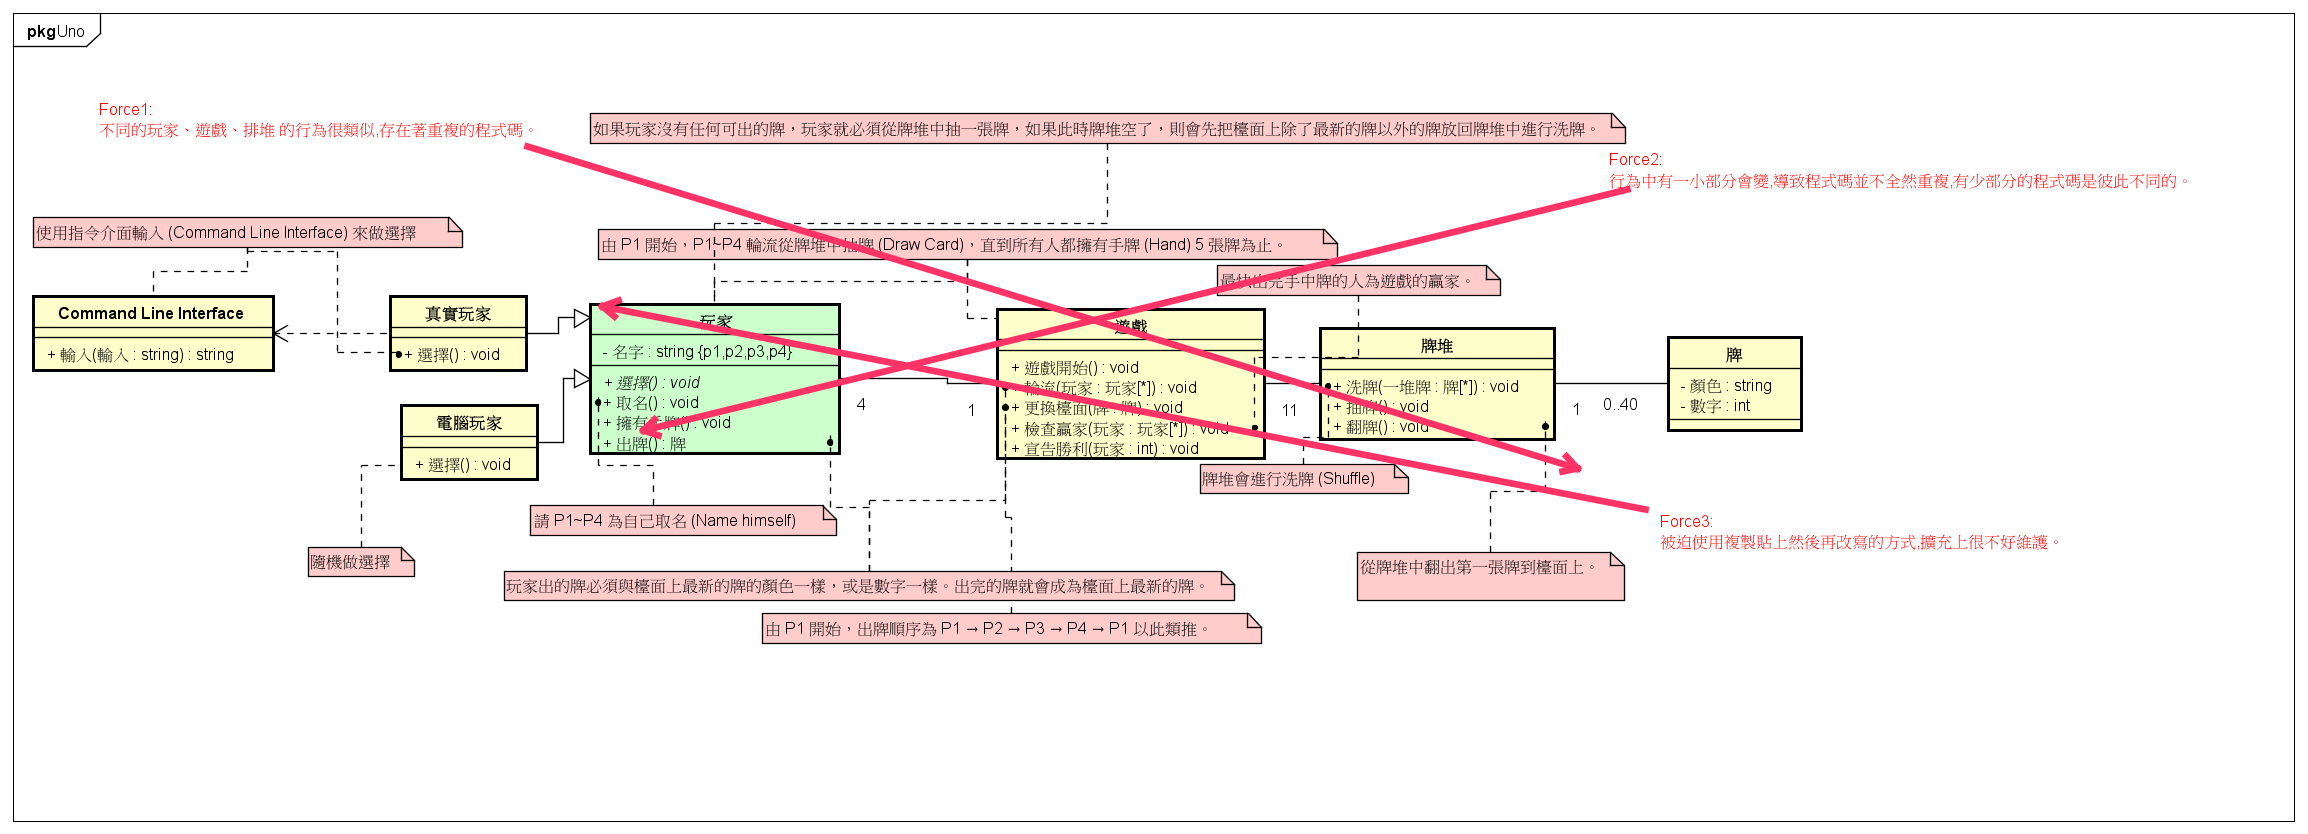 pkg Uno
Force1:
不同的玩家、遊戲、排堆 的行為很類似,存在著重複的程式碼。
如果玩家沒有任何可出的牌，玩家就必須從牌堆中抽一張牌，如果此時牌堆空了，則會先把檯面上除了最新的牌以外的牌放回牌堆中進行洗牌。
Force2:
行為中有一小部分會變,導致程式碼並不全然重複,有少部分的程式碼是彼此不同的。
使用指令介面輸入 (Command Line Interface) 來做選擇
由 P1 開始，P1~P4 輪流從牌堆中抽牌 (Draw Card)，直到所有人都擁有手牌 (Hand) 5 張牌為止。
最快出完手中牌的人為遊戲的贏家。
Command Line Interface
+ 輸入(輸入 : string) : string
真實玩家
+ 選擇() : void
電腦玩家
+ 選擇() : void
玩家
- 名字 : string {p1,p2,p3,p4}
+ 選擇() : void
+ 取名() : void
+ 擁有手牌() : void
+ 出牌() : 牌
4
1
遊戲
+ 遊戲開始() : void
+ 輪流(玩家 : 玩家[*]) : void
+ 更換檯面(牌 : 牌) : void
+ 檢查贏家(玩家 : 玩家[*]) : void
+ 宣告勝利(玩家 : int) : void
11
牌堆
+ 洗牌(一堆牌 : 牌[*]) : void
+ 抽牌() : void
+ 翻牌() : void
1
0..40
牌
- 顏色 : string
- 數字 : int
牌堆會進行洗牌 (Shuffle)
請 P1~P4 為自己取名 (Name himself)
Force3:
被迫使用複製貼上然後再改寫的方式,擴充上很不好維護。
隨機做選擇
從牌堆中翻出第一張牌到檯面上。
玩家出的牌必須與檯面上最新的牌的顏色一樣，或是數字一樣。出完的牌就會成為檯面上最新的牌。
由 P1 開始，出牌順序為 P1 → P2 → P3 → P4 → P1 以此類推。